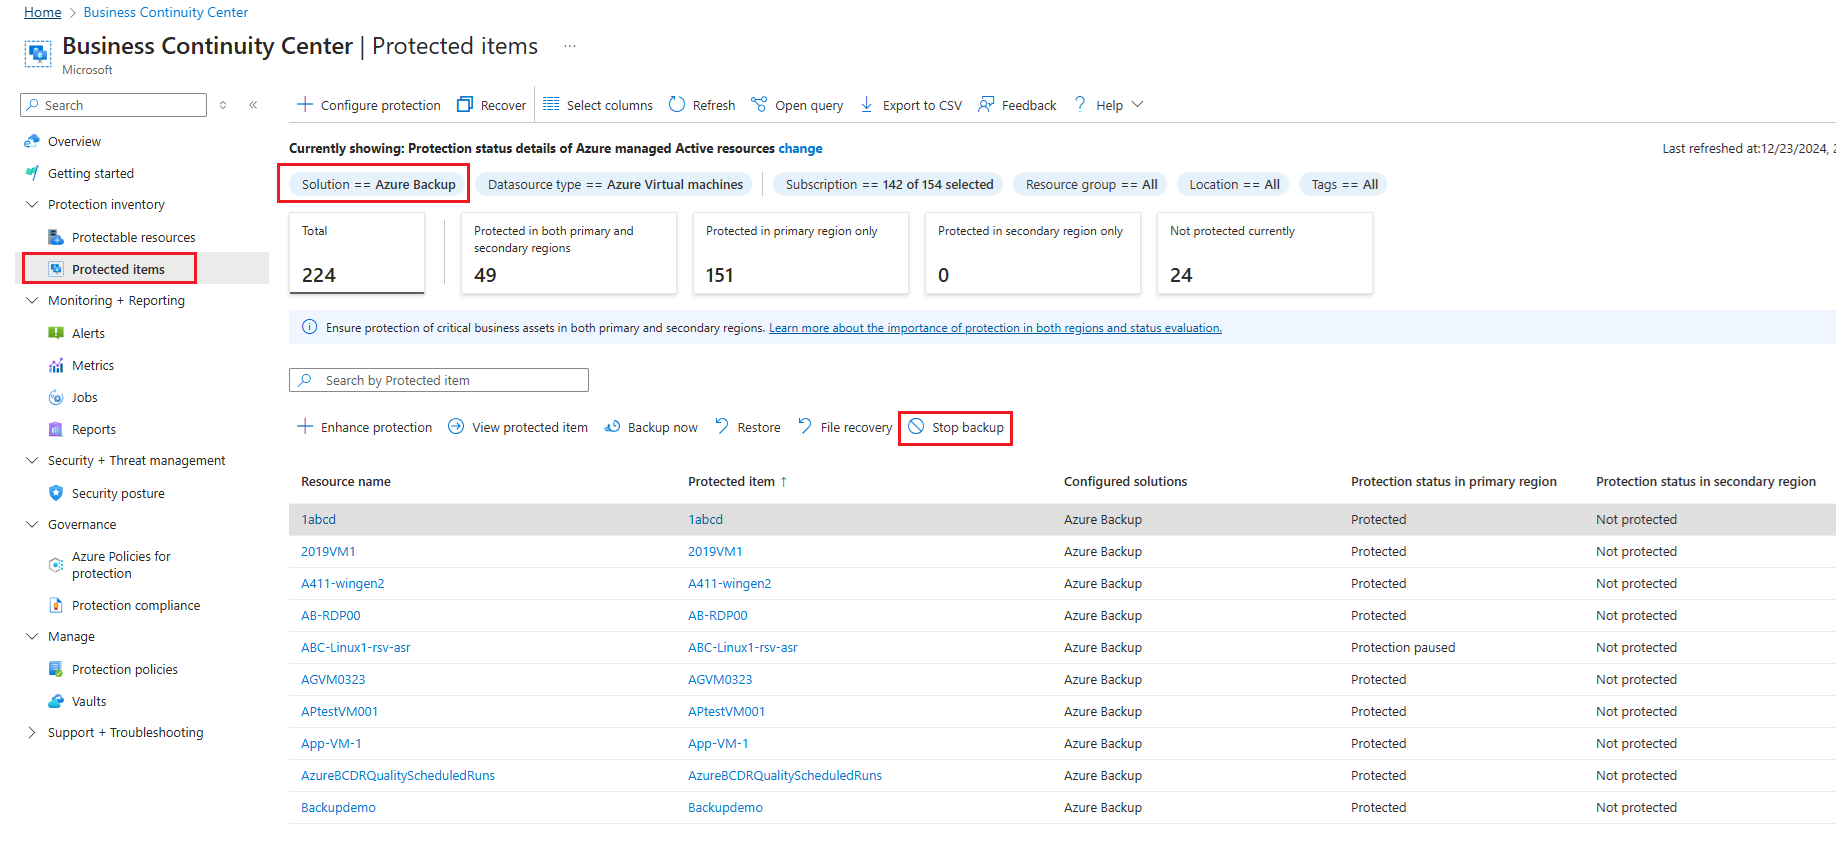 Home > Business Continuity Center
Business Continuity Center | Protected items ...
Microsoft
Search
Overview
Getting started
Protection inventory
Protectable resources
Protected items
Monitoring + Reporting
Alerts
Metrics
Jobs
Reports
Security + Threat management
Security posture
Governance
Azure Policies for
protection
Protection compliance
Manage
Protection policies
Vaults
Support + Troubleshooting
Configure protection Recover Select columns Refresh Open query Export to CSV Feedback Help
Currently showing: Protection status details of Azure managed Active resources change
Last refreshed at:12/23/2024,
Solution == Azure Backup Datasource type == Azure Virtual machines Subscription == 142 of 154 selected Resource group == All Location == All Tags == All
Total
224
Protected in both primary and
secondary regions
49
Protected in primary region only
151
Protected in secondary region only
0
Not protected currently
24
Ensure protection of critical business assets in both primary and secondary regions. Learn more about the importance of protection in both regions and status evaluation.
Search by Protected item
Enhance protection View protected item Backup now Restore File recovery Stop backup
Resource name Protected item ↑ Configured solutions Protection status in primary region Protection status in secondary region
1abcd 1abcd Azure Backup Protected Not protected
2019VM1 2019VM1 Azure Backup Protected Not protected
A411-wingen2 A411-wingen2 Azure Backup Protected Not protected
AB-RDP00 AB-RDP00 Azure Backup Protected Not protected
ABC-Linux1-rsv-asr ABC-Linux1-rsv-asr Azure Backup Protection paused Not protected
AGVM0323 AGVM0323 Azure Backup Protected Not protected
APtestVM001 APtestVM001 Azure Backup Protected Not protected
App-VM-1 App-VM-1 Azure Backup Protected Not protected
AzureBCDRQualityScheduledRuns AzureBCDRQualityScheduledRuns Azure Backup Protected Not protected
Backupdemo Backupdemo Azure Backup Protected Not protected